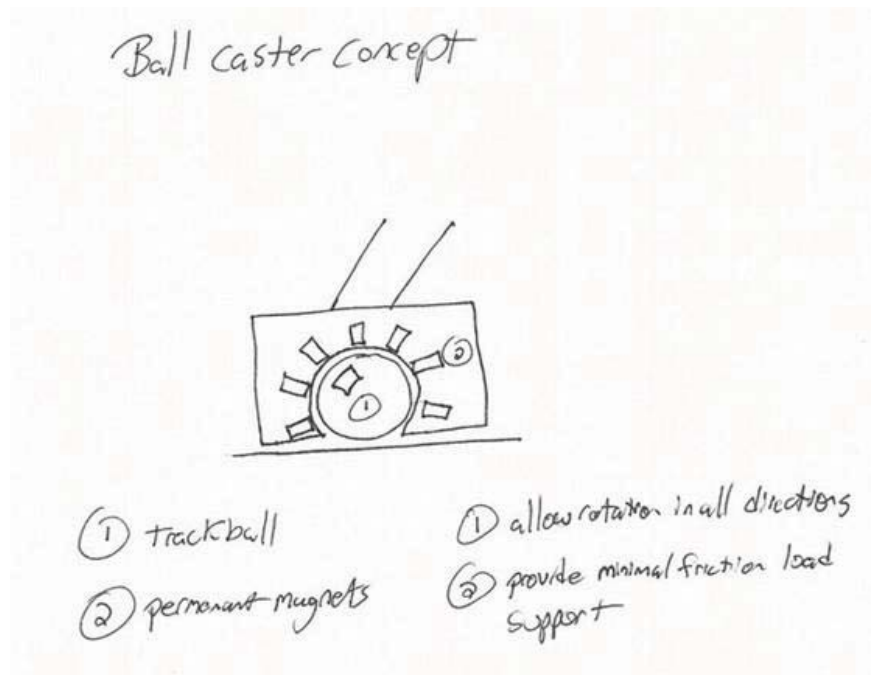 Ball caster concept
2
1
1 trackball
2 permanant magnets
1 allow rotation in all directions
2 provide minimal friction load
support